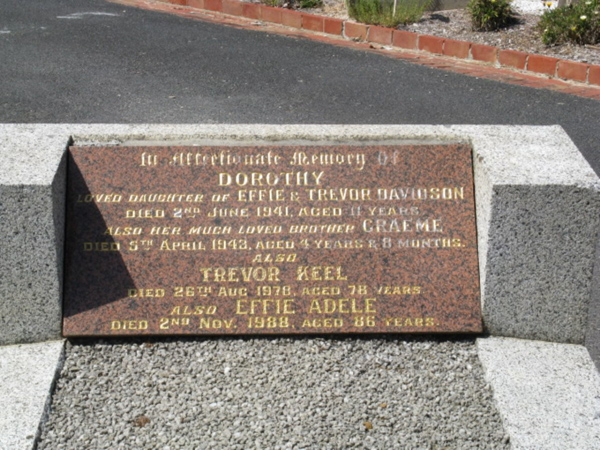 In Affectionate Memory Of
DOROTHY
LOVED DAUGHTER OF EFFIE & TREVOR DAVIDSON
DIED 2ND JUNE 1941, AGED 11 YEARS
ALSO HER MUCH LOVED BROTHER GRAEME
DIED 5TH APRIL 1943, AGED 4 YEARS & 8 MONTHS.
ALSO
TREVOR KEEL
DIED 26TH AUG 1978, AGED 78 YEARS
ALSO EFFIE ADELE
DIED 2ND NOV. 1988, AGED 86 YEARS.